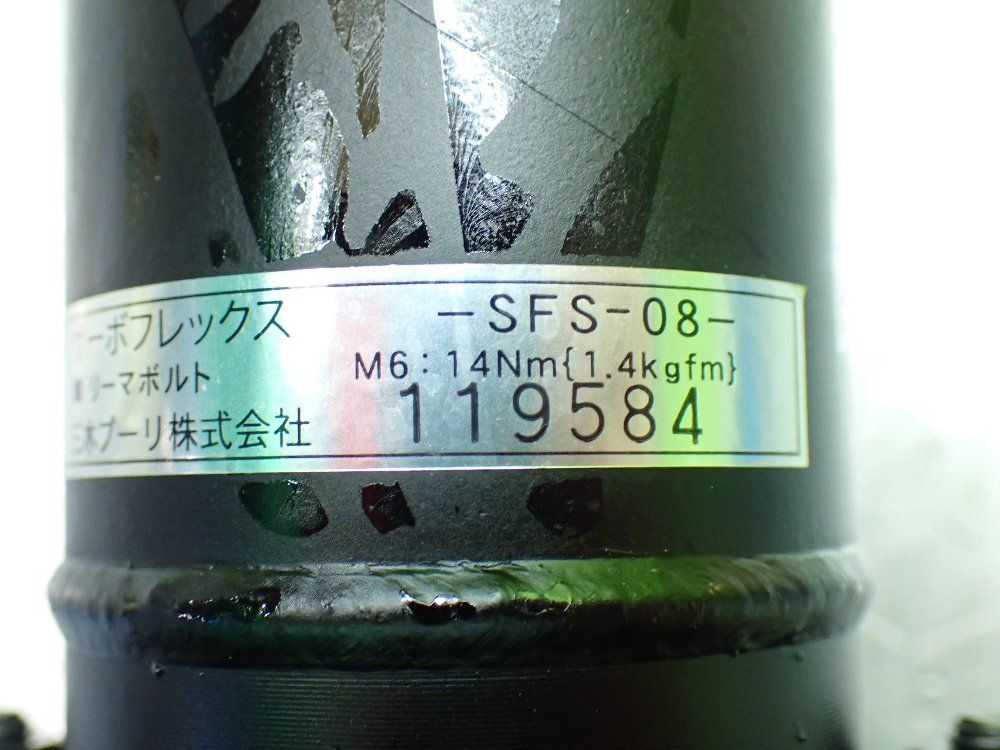 ーボフレックス -SFS-08-
リーマボルト M6:14Nm{1.4kgfm}
木プーリ株式会社 119584